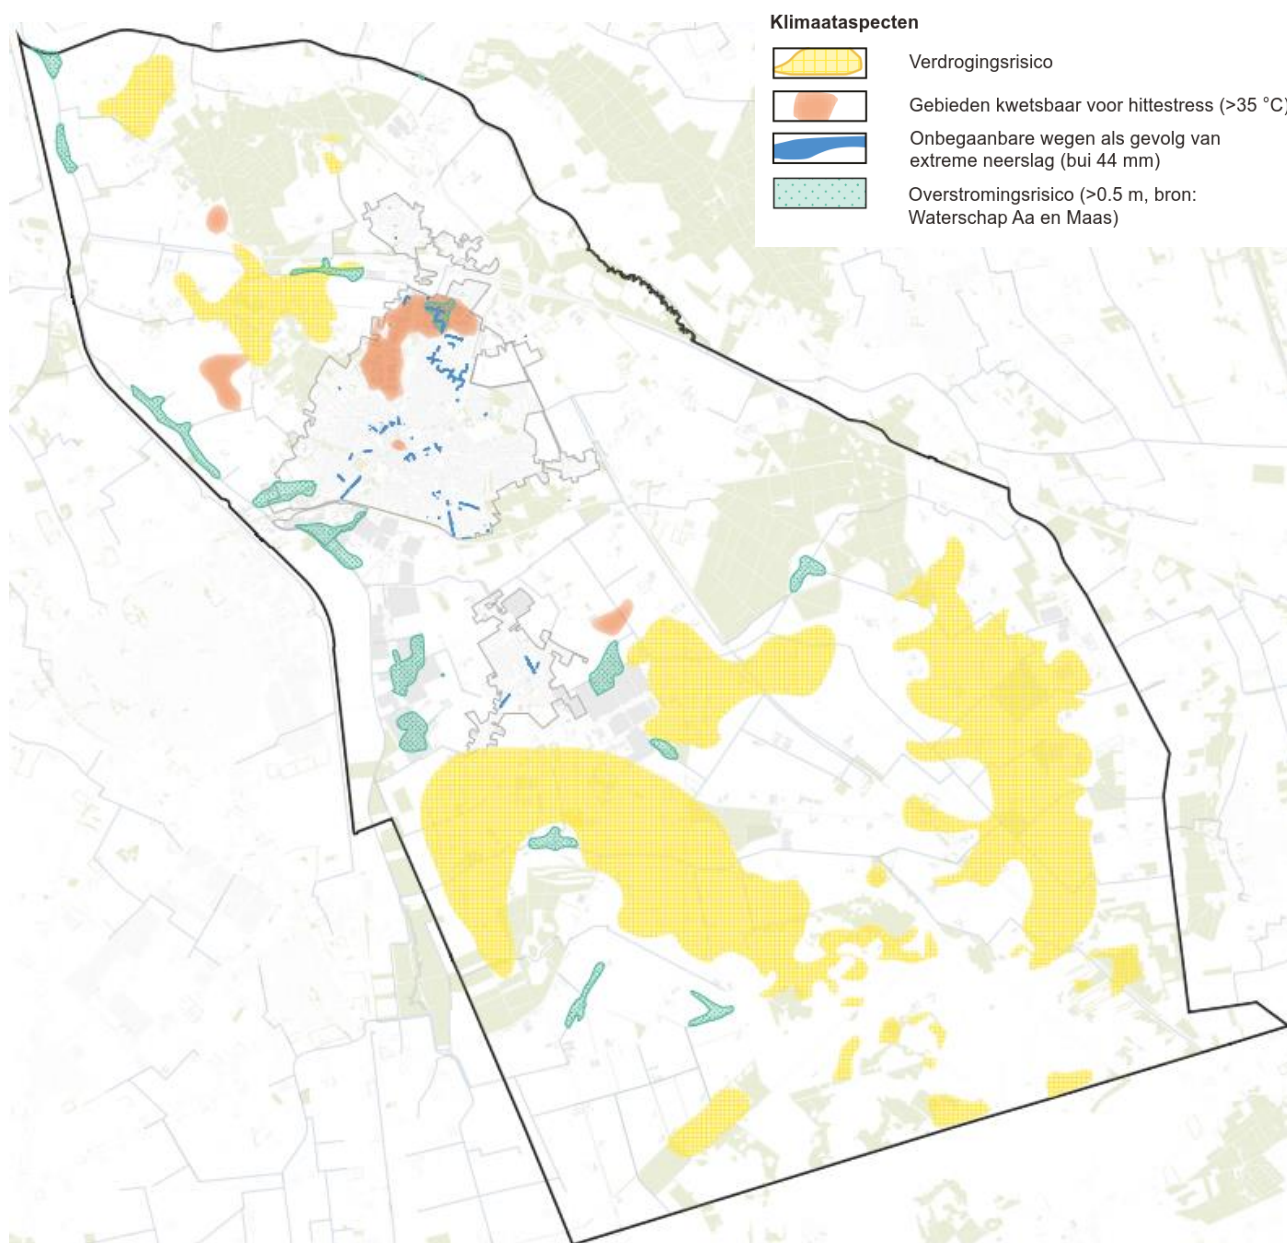 Klimaataspecten
Verdrogingsrisico
Gebieden kwetsbaar voor hittestress (>35 °C)
Onbegaanbare wegen als gevolg van
extreme neerslag (bui 44 mm)
Overstromingsrisico (>0.5 m, bron:
Waterschap Aa en Maas)